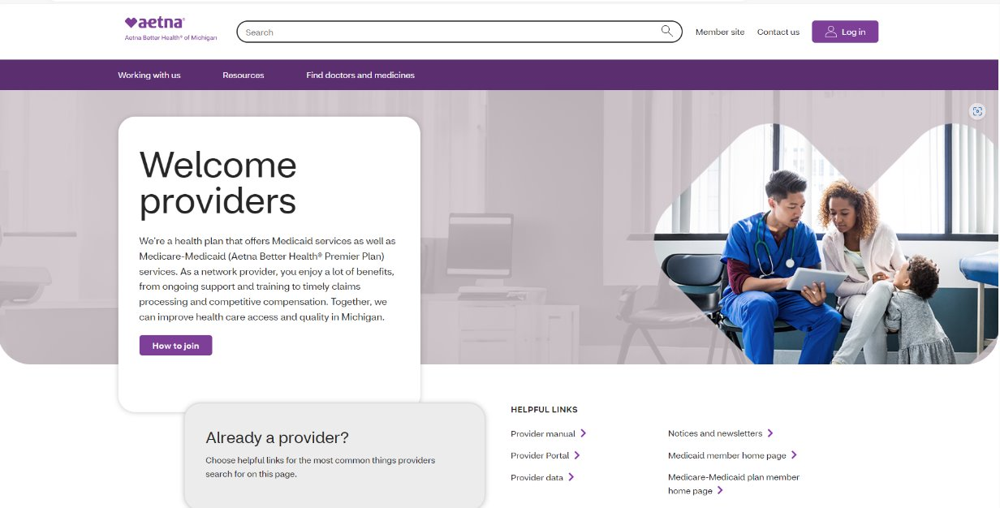 aetna®
Aetna Better Health® of Michigan
Search
Member site
Contact us
Log in
Working with us
Resources
Find doctors and medicines
Welcome
providers
We're a health plan that offers Medicaid services as well as
Medicare-Medicaid (Aetna Better Health® Premier Plan)
services. As a network provider, you enjoy a lot of benefits,
from ongoing support and training to timely claims
processing and competitive compensation. Together, we
can improve health care access and quality in Michigan.
How to join
Already a provider?
Choose helpful links for the most common things providers
search for on this page.
HELPFUL LINKS
Provider manual
Provider Portal
Provider data
Notices and newsletters
Medicaid member home page
Medicare-Medicaid plan member
home page